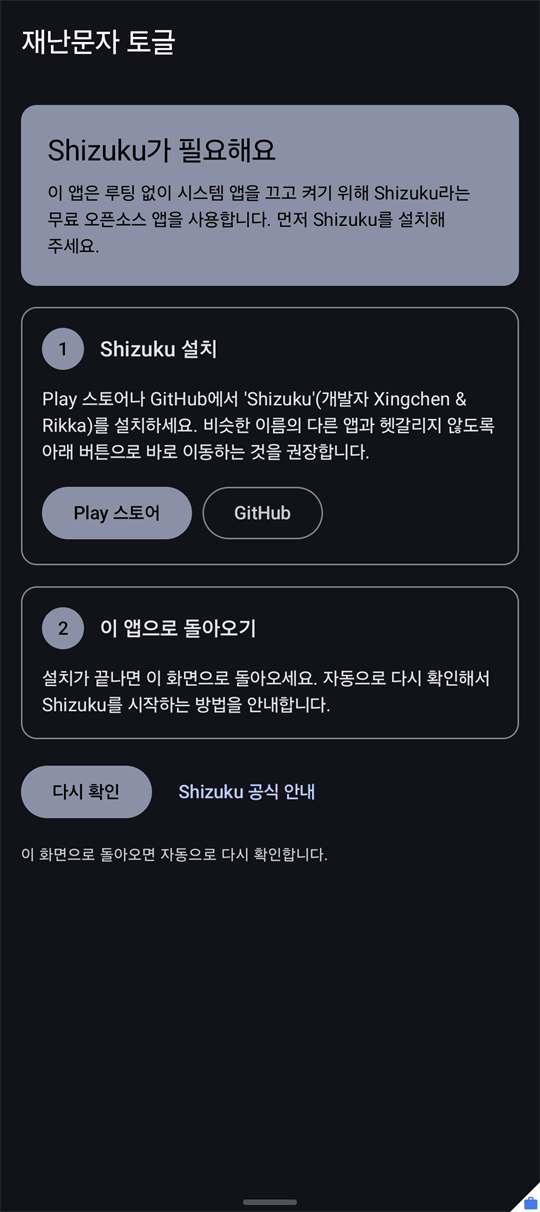 재난문자 토글
Shizuku가 필요해요
이 앱은 루팅 없이 시스템 앱을 끄고 켜기 위해 Shizuku라는
무료 오픈소스 앱을 사용합니다. 먼저 Shizuku를 설치해
주세요.
1 Shizuku 설치
Play 스토어나 GitHub에서 'Shizuku'(개발자 Xingchen &
Rikka)를 설치하세요. 비슷한 이름의 다른 앱과 헷갈리지 않도록
아래 버튼으로 바로 이동하는 것을 권장합니다.
Play 스토어 GitHub
2 이 앱으로 돌아오기
설치가 끝나면 이 화면으로 돌아오세요. 자동으로 다시 확인해서
Shizuku를 시작하는 방법을 안내합니다.
다시 확인 Shizuku 공식 안내
이 화면으로 돌아오면 자동으로 다시 확인합니다.